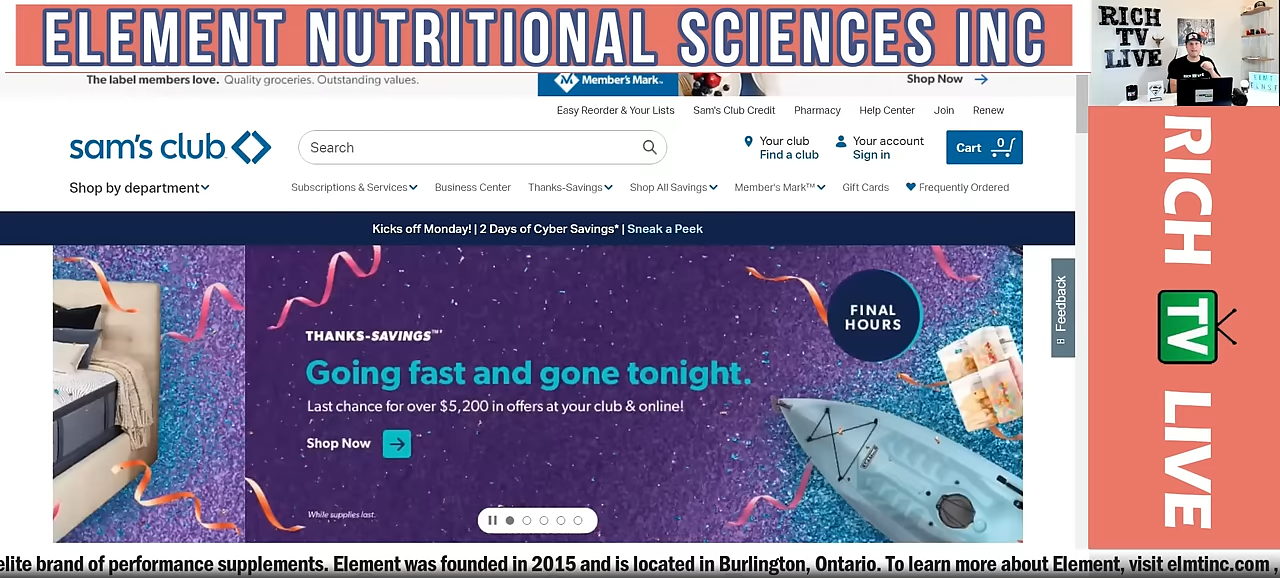 ELEMENT NUTRITIONAL SCIENCES INC
RICH
TV
LIVE
The label members love. Quality groceries. Outstanding values.
Member's Mark™
Shop Now
Easy Reorder & Your Lists
Sam's Club Credit
Pharmacy
Help Center
Join
Renew
sam's club
Search
Your club
Find a club
Your account
Sign in
Cart
0
Shop by department
Subscriptions & Services
Business Center
Thanks-Savings
Shop All Savings
Member's Mark™
Gift Cards
Frequently Ordered
Kicks off Monday! | 2 Days of Cyber Savings* | Sneak a Peek
FINAL
HOURS
THANKS-SAVINGS™*
Going fast and gone tonight.
Last chance for over $5,200 in offers at your club & online!
Shop Now
While supplies last.
Feedback
RICH TV LIVE
elite brand of performance supplements. Element was founded in 2015 and is located in Burlington, Ontario. To learn more about Element, visit elmtinc.com ,